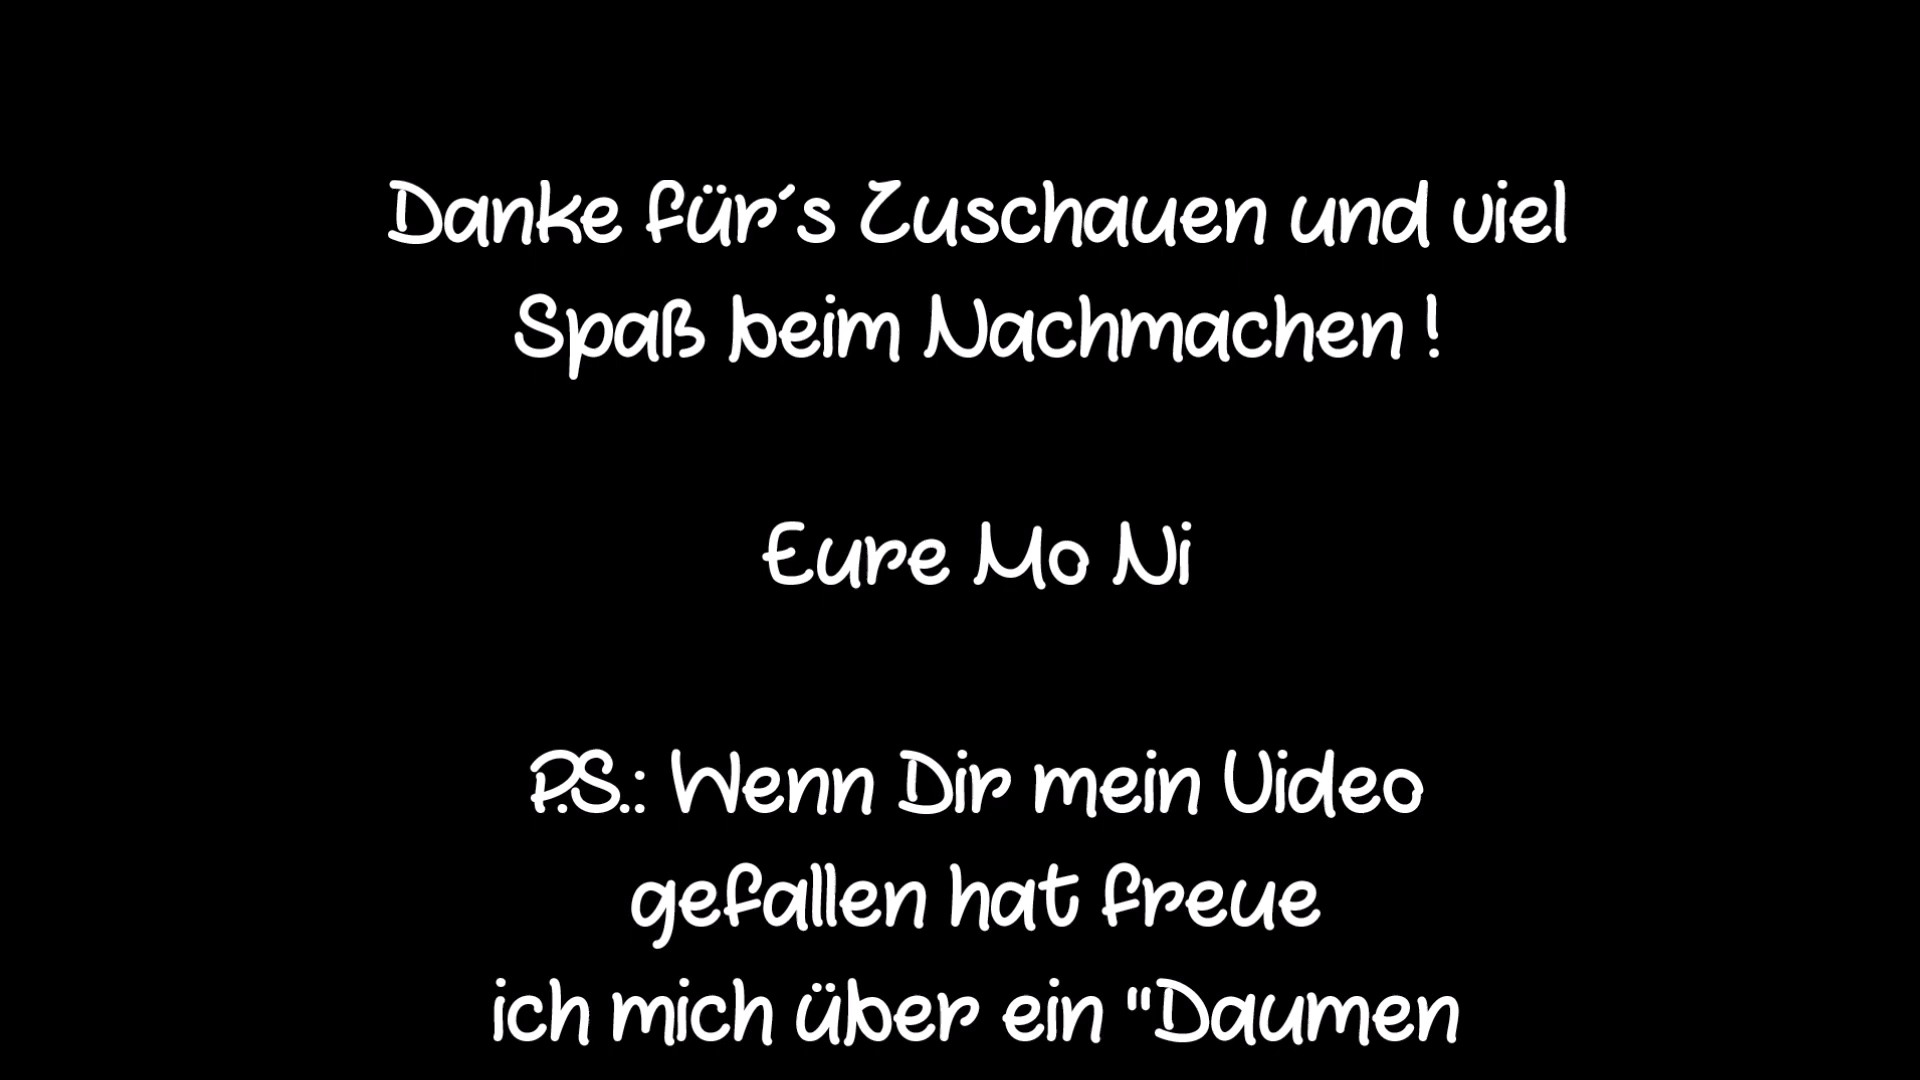 Danke für´s Zuschauen und viel
Spaß beim Nachmachen !
Eure Mo Ni
P.S.: Wenn Dir mein Video
gefallen hat freue
ich mich über ein "Daumen